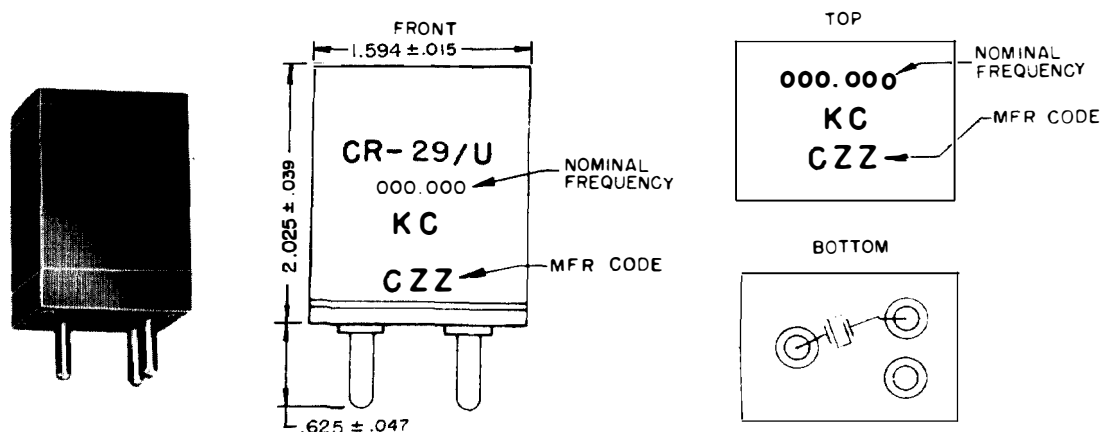 FRONT
1.594 ± .015
2.025 ± .039
CR-29/U
000.000
NOMINAL
FREQUENCY
KC
CZZ
MFR CODE
.625 ± .047
TOP
000.000
NOMINAL
FREQUENCY
KC
CZZ
MFR CODE
BOTTOM